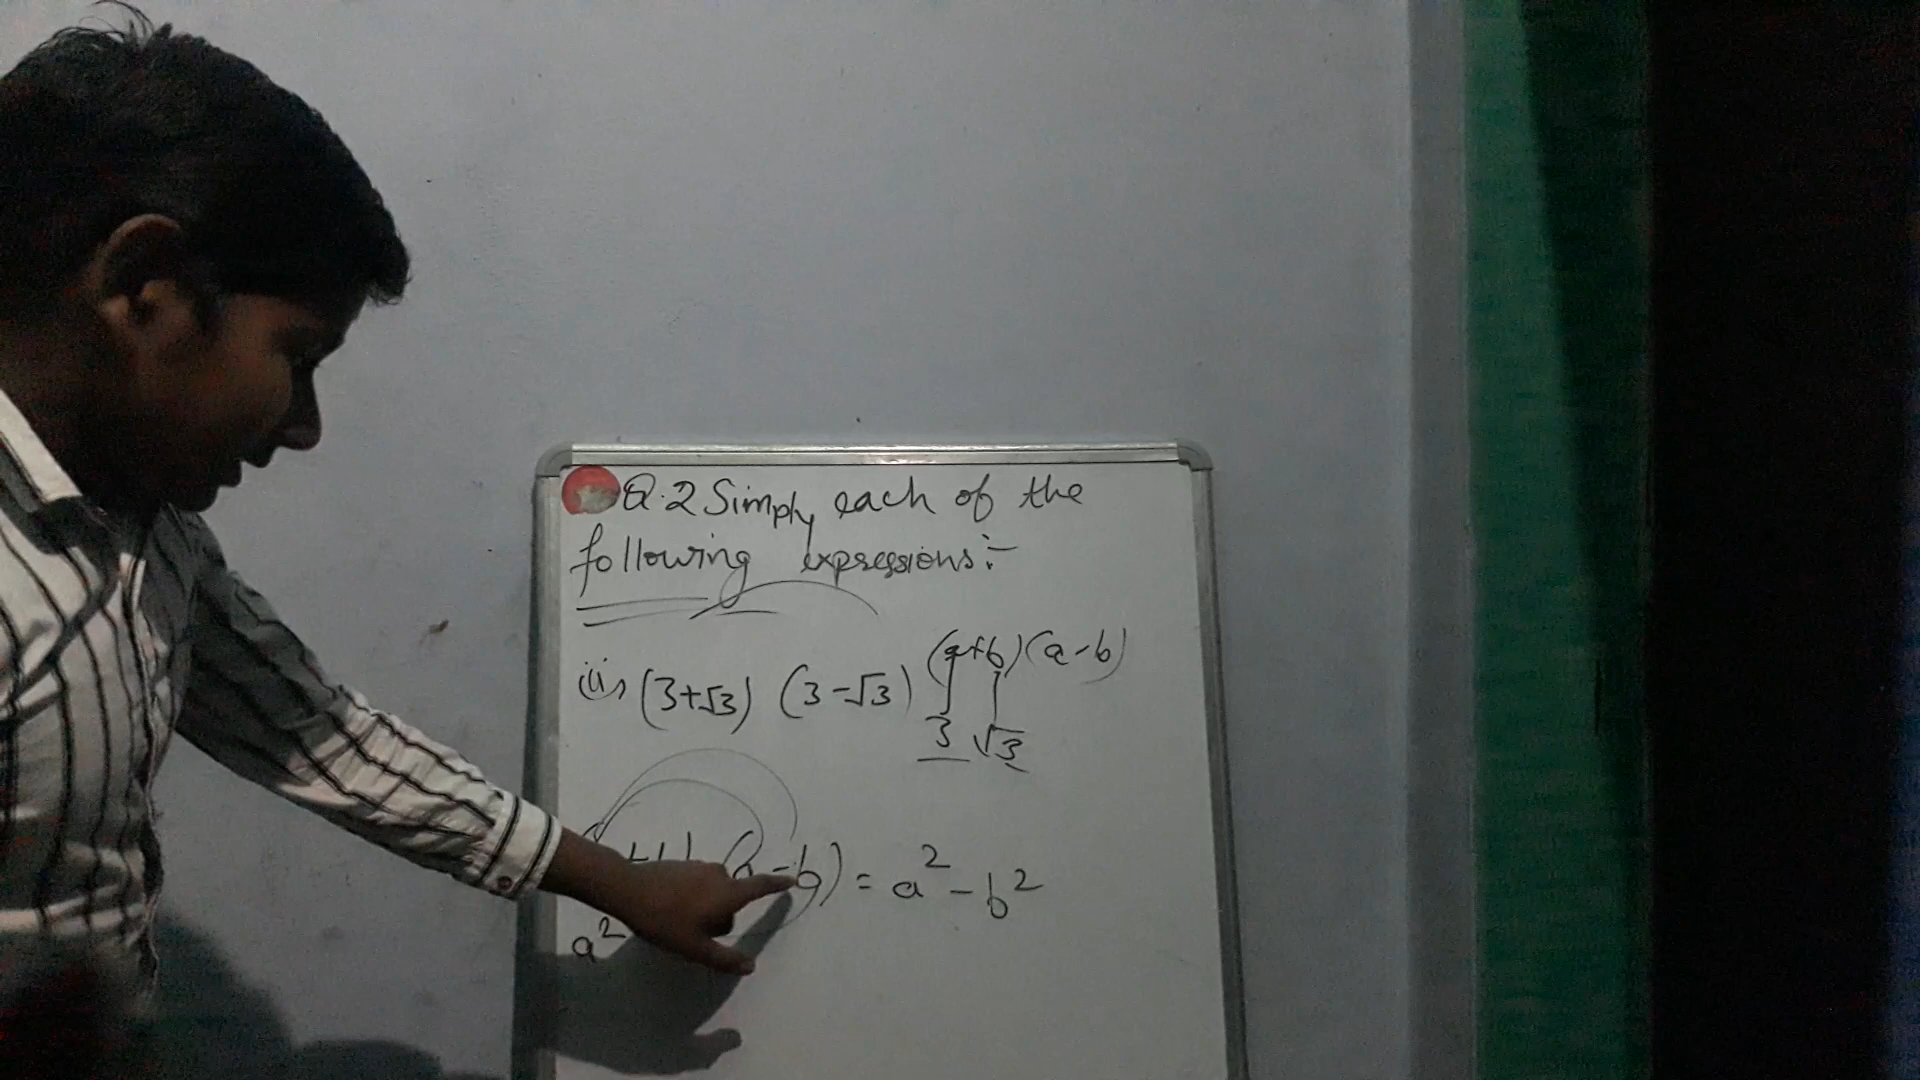 Q.2 Simply each of the
following expressions:-
(ii) (3+√3) (3-√3)
(a+b)(a-b)
3 √3
(a-b) = a² - b²
a²